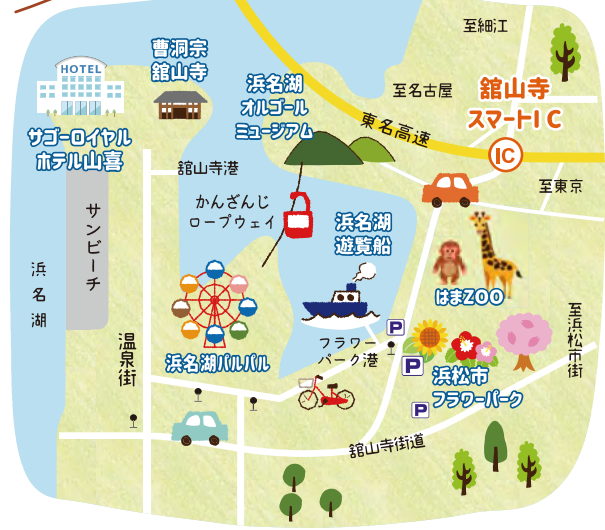 至細江
HOTEL
曹洞宗
舘山寺
浜名湖
オルゴール
ミュージアム
至名古屋
舘山寺
スマートIC
東名高速
IC
サゴーロイヤル
ホテル山喜
舘山寺港
至東京
かんざんじ
ロープウェイ
サンビーチ
浜名湖
遊覧船
浜名湖
はまZOO
至浜松市街
P
温泉街
フラワー
パーク港
浜名湖パルパル
P
浜松市
フラワーパーク
P
舘山寺街道